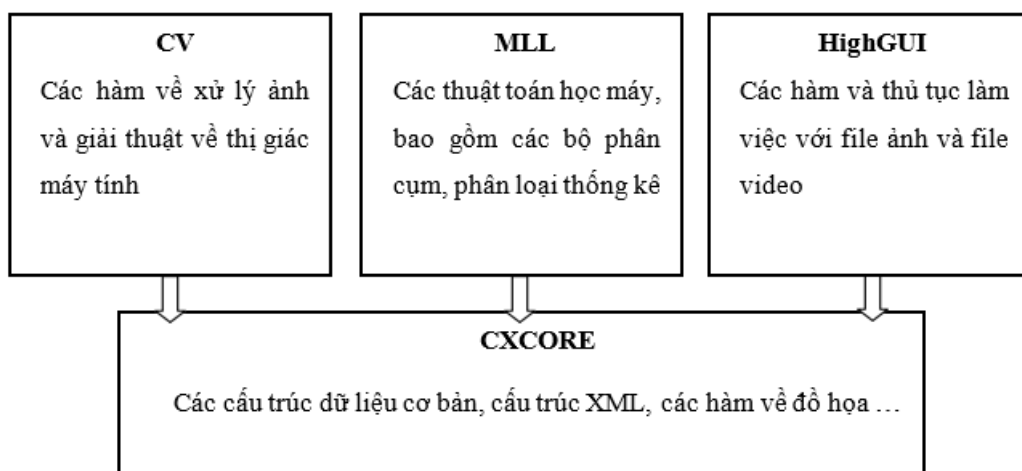 CV
Các hàm về xử lý ảnh
và giải thuật về thị giác
máy tính
MLL
Các thuật toán học máy,
bao gồm các bộ phân
cụm, phân loại thống kê
HighGUI
Các hàm và thủ tục làm
việc với file ảnh và file
video
CXCORE
Các cấu trúc dữ liệu cơ bản, cấu trúc XML, các hàm về đồ họa …